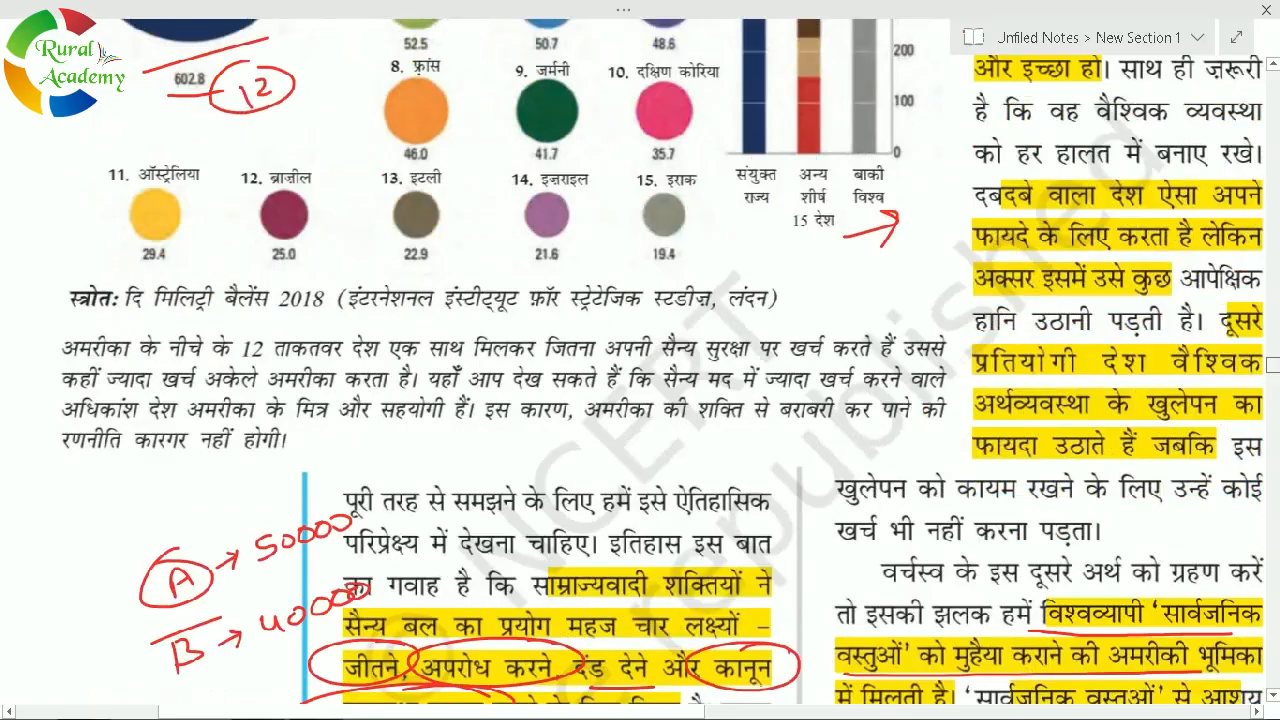 Rural
Academy
602.8
12
52.5
50.7
48.6
8. फ्रांस
9. जर्मनी
10. दक्षिण कोरिया
46.0
41.7
35.7
11. ऑस्ट्रेलिया
12. ब्राज़ील
13. इटली
14. इज़राइल
15. इराक
29.4
25.0
22.9
21.6
19.4
200
100
0
संयुक्त राज्य
अन्य शीर्ष 15 देश
बाकी विश्व
स्त्रोतः दि मिलिट्री बैलेंस 2018 (इंटरनेशनल इंस्टीट्यूट फ़ॉर स्ट्रेटेजिक स्टडीज़, लंदन)
अमरीका के नीचे के 12 ताकतवर देश एक साथ मिलकर जितना अपनी सैन्य सुरक्षा पर खर्च करते हैं उससे
कहीं ज्यादा खर्च अकेले अमरीका करता है। यहाँ आप देख सकते हैं कि सैन्य मद में ज्यादा खर्च करने वाले
अधिकांश देश अमरीका के मित्र और सहयोगी हैं। इस कारण, अमरीका की शक्ति से बराबरी कर पाने की
रणनीति कारगर नहीं होगी।
A → 50000
B → 40000
पूरी तरह से समझने के लिए हमें इसे ऐतिहासिक
परिप्रेक्ष्य में देखना चाहिए। इतिहास इस बात
का गवाह है कि साम्राज्यवादी शक्तियों ने
सैन्य बल का प्रयोग महज चार लक्ष्यों –
जीतने, अपरोध करने, दंड देने और कानून
Unfiled Notes › New Section 1
और इच्छा हो। साथ ही ज़रूरी
है कि वह वैश्विक व्यवस्था
को हर हालत में बनाए रखे।
दबदबे वाला देश ऐसा अपने
फायदे के लिए करता है लेकिन
अक्सर इसमें उसे कुछ आपेक्षिक
हानि उठानी पड़ती है। दूसरे
प्रतियोगी देश वैश्विक
अर्थव्यवस्था के खुलेपन का
फायदा उठाते हैं जबकि इस
खुलेपन को कायम रखने के लिए उन्हें कोई
खर्च भी नहीं करना पड़ता।
वर्चस्व के इस दूसरे अर्थ को ग्रहण करें
तो इसकी झलक हमें विश्वव्यापी ‘सार्वजनिक
वस्तुओं’ को मुहैया कराने की अमरीकी भूमिका
में मिलती है। ‘सार्वजनिक वस्तुओं’ से आशय
© NCERT
republished